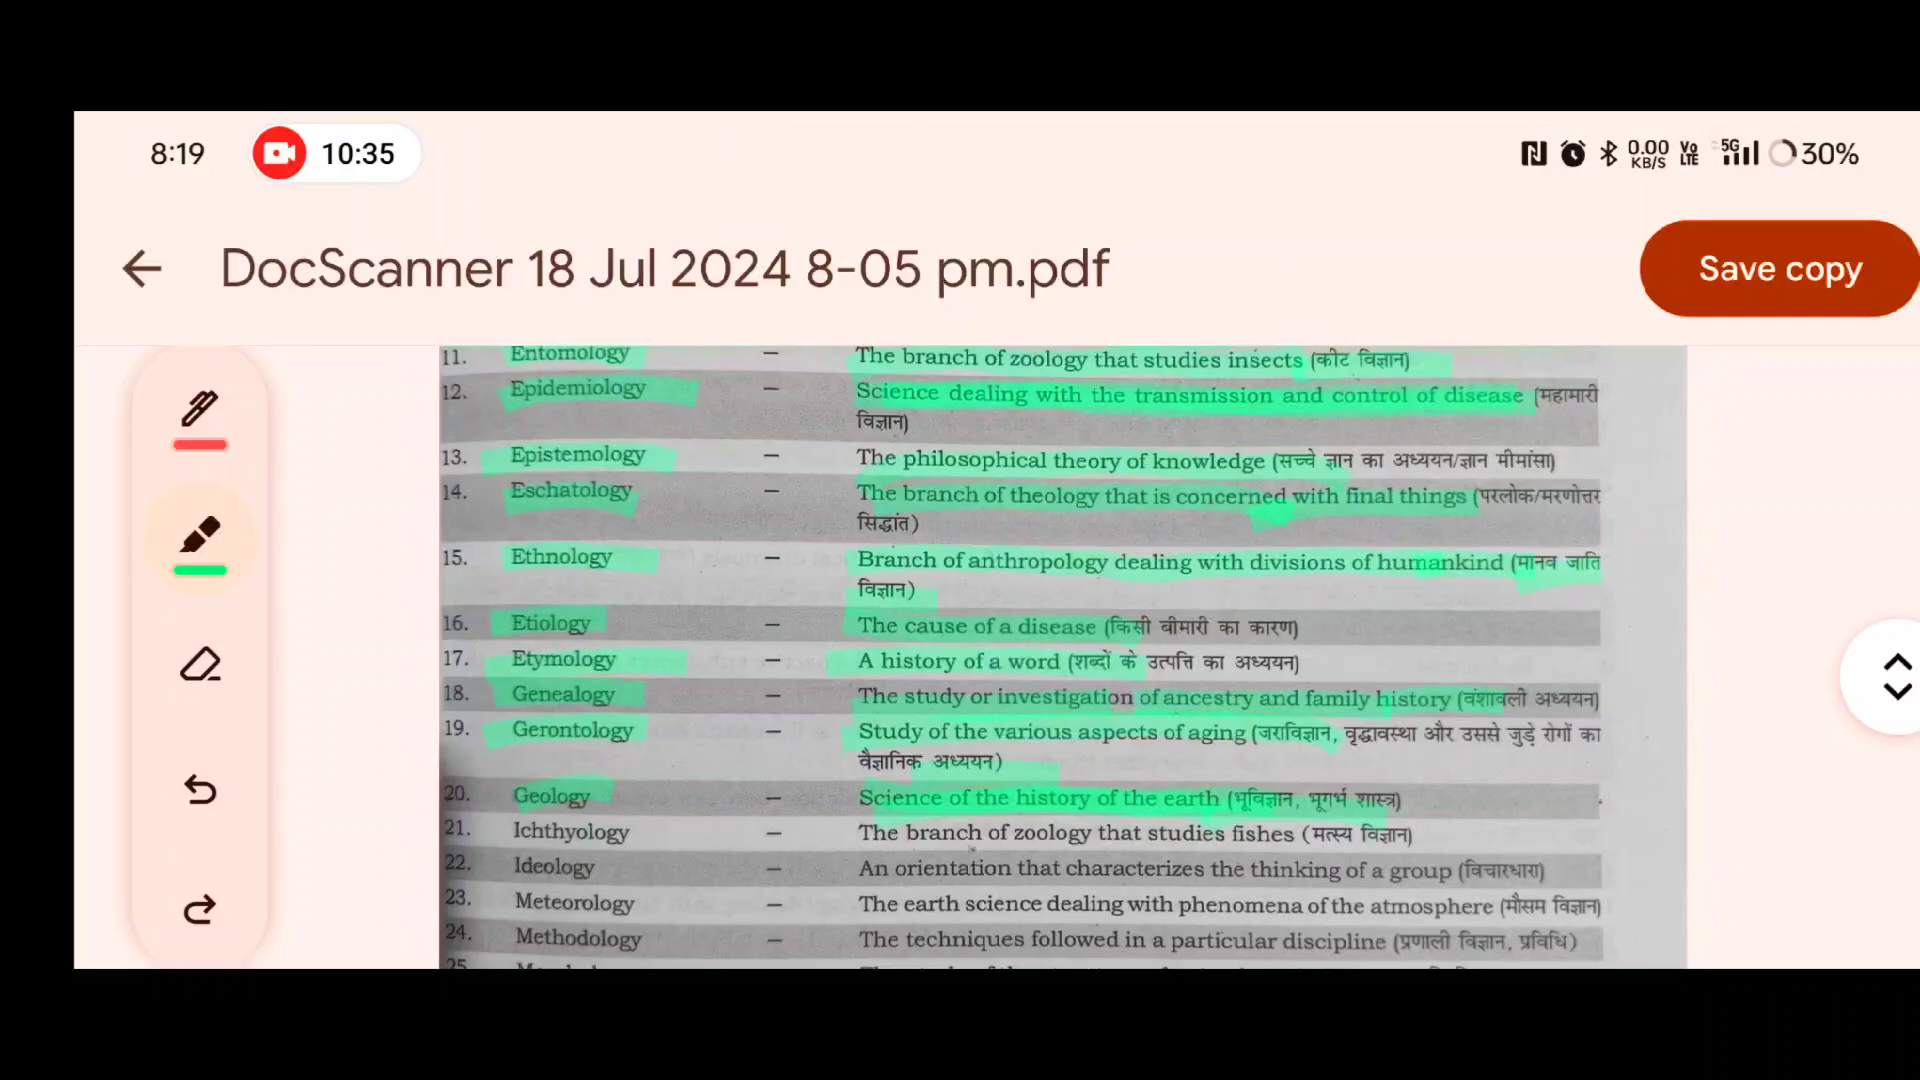 8:19 10:35 0.00 KB/S Vo LTE 5G 30%
DocScanner 18 Jul 2024 8-05 pm.pdf Save copy
11. Entomology – The branch of zoology that studies insects (कीट विज्ञान)
12. Epidemiology – Science dealing with the transmission and control of disease (महामारी
विज्ञान)
13. Epistemology – The philosophical theory of knowledge (सच्चे ज्ञान का अध्ययन/ज्ञान मीमांसा)
14. Eschatology – The branch of theology that is concerned with final things (परलोक/मरणोत्तर
सिद्धांत)
15. Ethnology – Branch of anthropology dealing with divisions of humankind (मानव जाति
विज्ञान)
16. Etiology – The cause of a disease (किसी बीमारी का कारण)
17. Etymology – A history of a word (शब्दों के उत्पत्ति का अध्ययन)
18. Genealogy – The study or investigation of ancestry and family history (वंशावली अध्ययन)
19. Gerontology – Study of the various aspects of aging (जराविज्ञान, वृद्धावस्था और उससे जुड़े रोगों का
वैज्ञानिक अध्ययन)
20. Geology – Science of the history of the earth (भूविज्ञान, भूगर्भ शास्त्र)
21. Ichthyology – The branch of zoology that studies fishes (मत्स्य विज्ञान)
22. Ideology – An orientation that characterizes the thinking of a group (विचारधारा)
23. Meteorology – The earth science dealing with phenomena of the atmosphere (मौसम विज्ञान)
24. Methodology – The techniques followed in a particular discipline (प्रणाली विज्ञान, प्रविधि)
25.